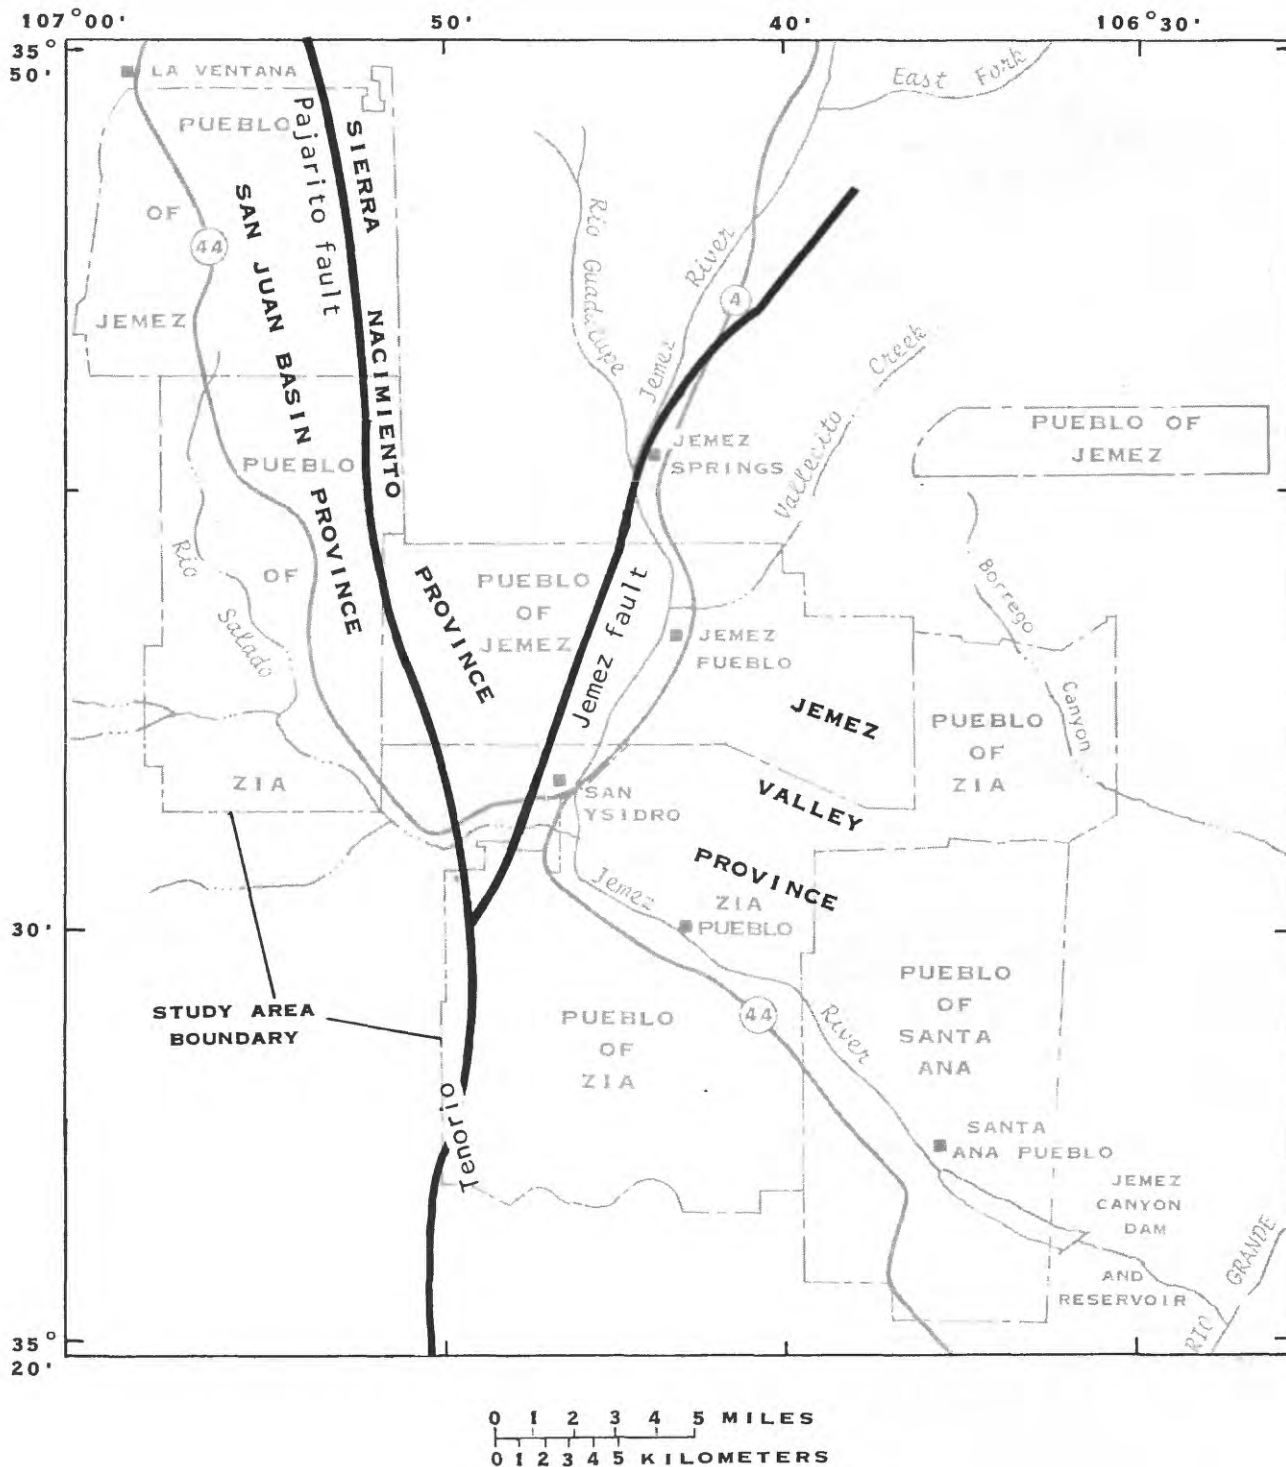 107°00' 50' 40' 106°30'
35°
50'
LA VENTANA
East Fork
PUEBLO
OF
JEMEZ
44
Pajarito fault
SIERRA NACIMIENTO PROVINCE
SAN JUAN BASIN PROVINCE
Rio Guadalupe
Jemez River
4
Vallecito Creek
JEMEZ
SPRINGS
PUEBLO OF
JEMEZ
PUEBLO
OF
ZIA
Rio Salado
PUEBLO
OF
JEMEZ
Jemez fault
JEMEZ
PUEBLO
Borrego Canyon
JEMEZ
VALLEY
PROVINCE
PUEBLO
OF
ZIA
SAN
YSIDRO
Jemez River
ZIA
PUEBLO
30'
STUDY AREA
BOUNDARY
PUEBLO
OF
ZIA
44
PUEBLO
OF
SANTA
ANA
Tenorio
SANTA
ANA PUEBLO
JEMEZ
CANYON
DAM
AND
RESERVOIR
RIO GRANDE
35°
20'
0 1 2 3 4 5 MILES
0 1 2 3 4 5 KILOMETERS